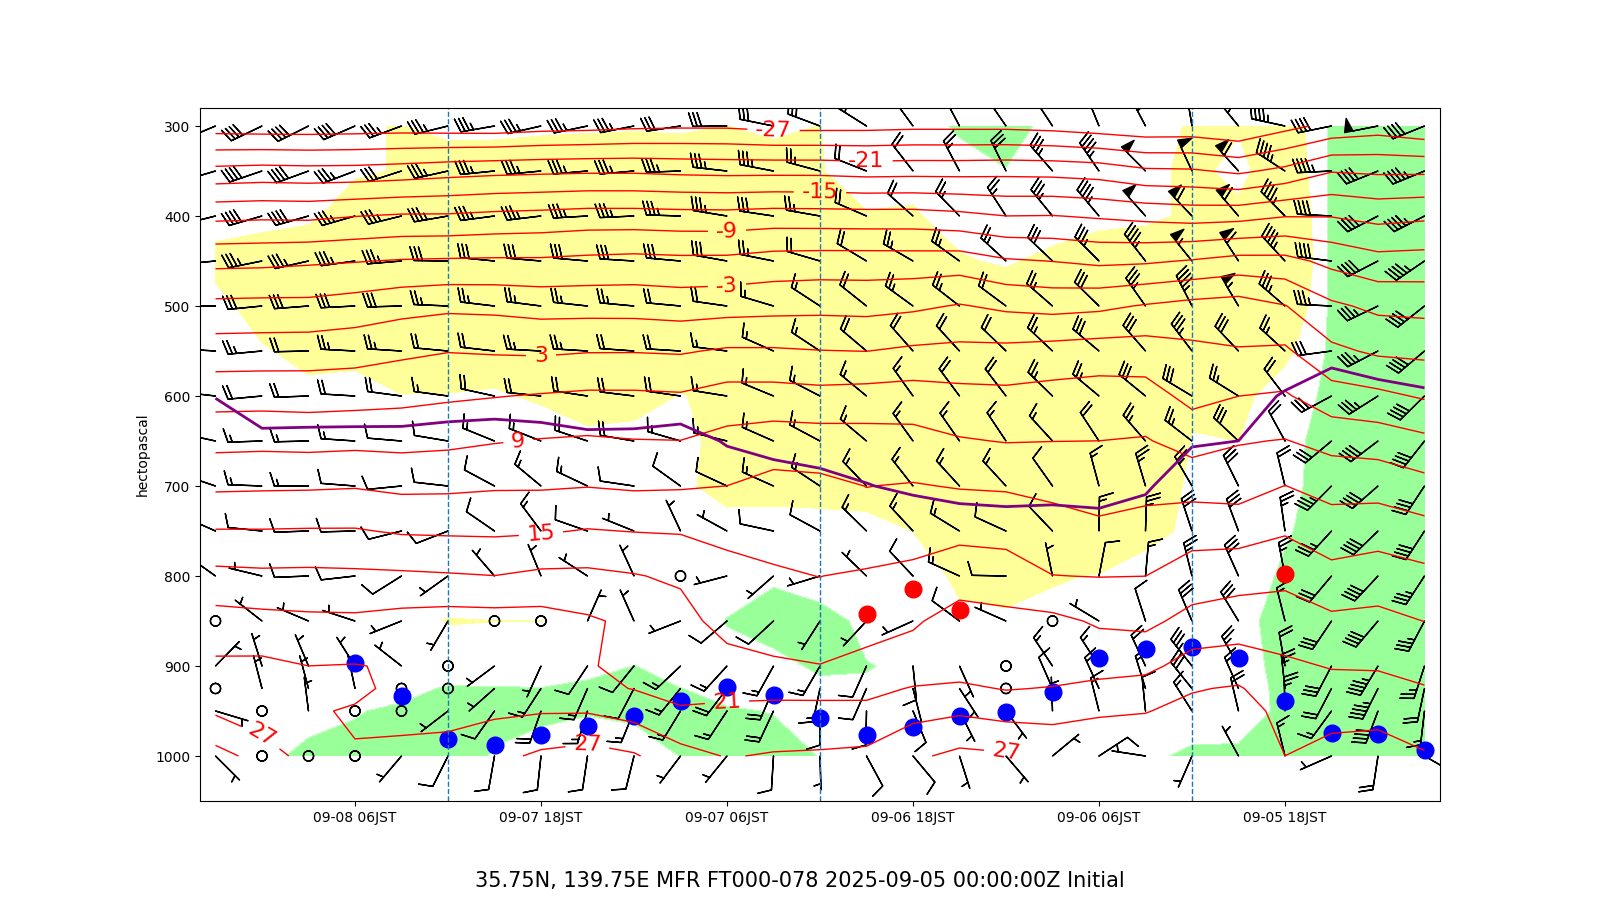 300
-27
-21
-15
400
-9
-3
500
3
600
hectopascal
9
700
15
800
900
21
27
27
27
1000
09-08 06JST
09-07 18JST
09-07 06JST
09-06 18JST
09-06 06JST
09-05 18JST
35.75N, 139.75E MFR FT000-078 2025-09-05 00:00:00Z Initial